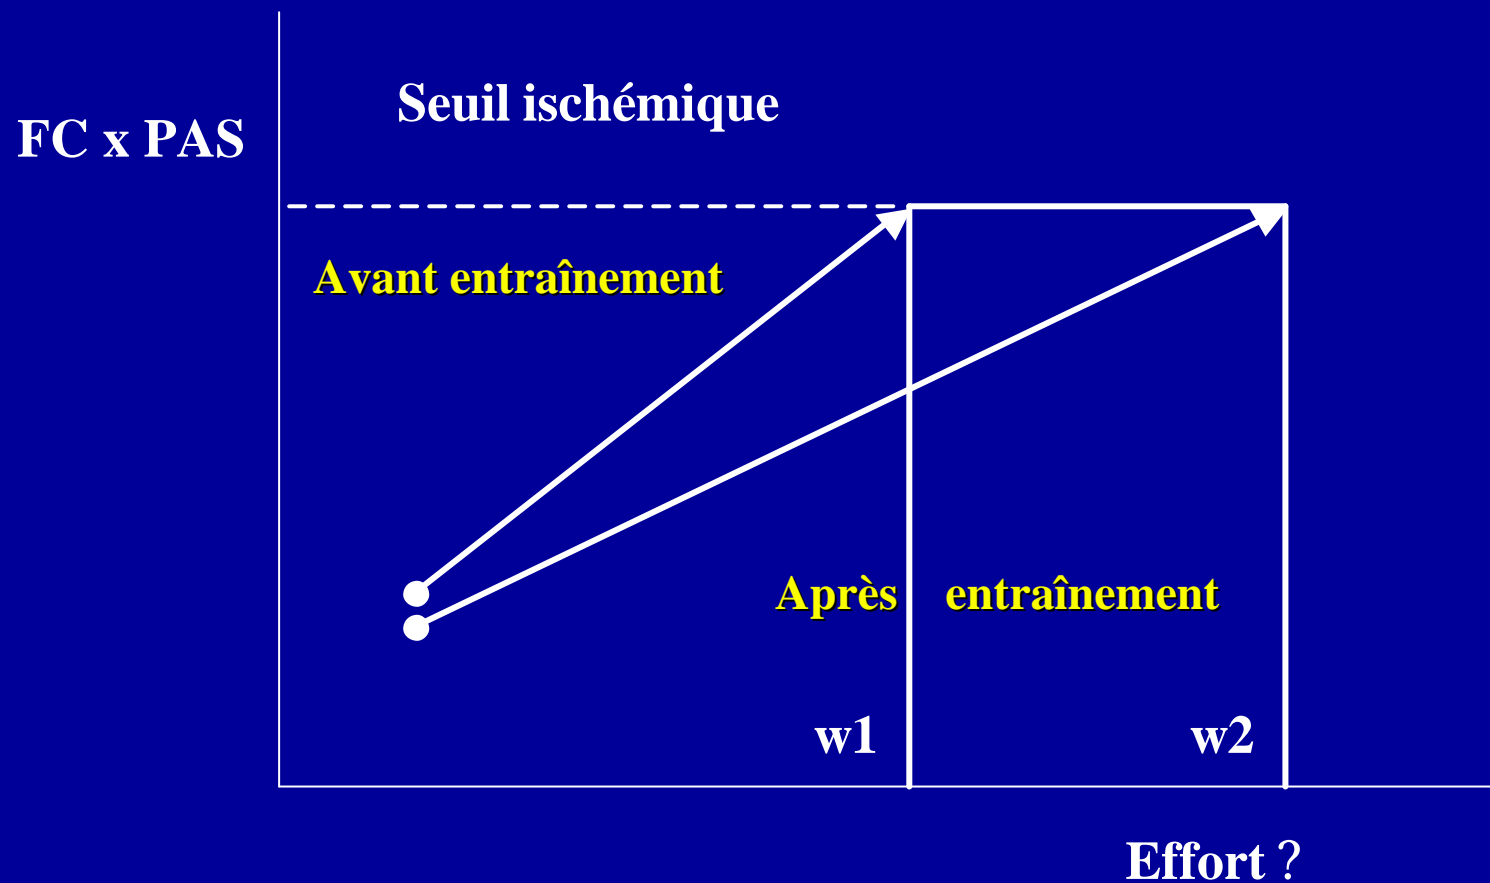 Seuil ischémique
FC x PAS
Avant entraînement
Après entraînement
w1 w2
Effort ?